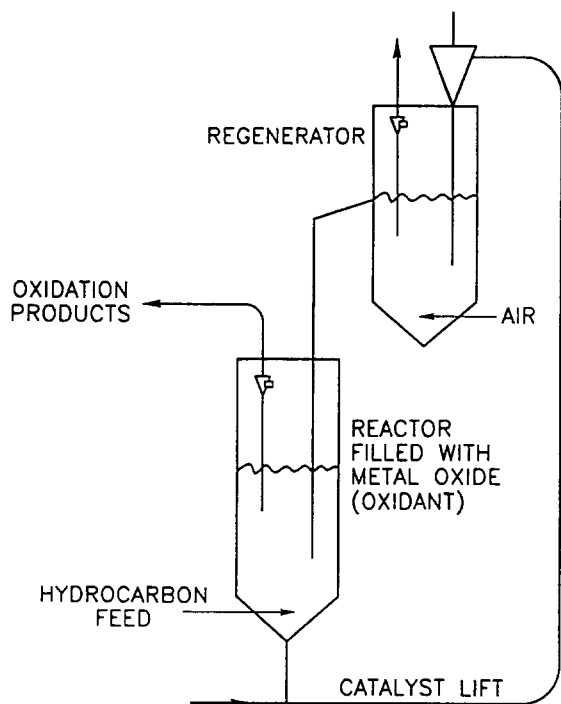 REGENERATOR
OXIDATION
PRODUCTS
AIR
REACTOR
FILLED WITH
METAL OXIDE
(OXIDANT)
HYDROCARBON
FEED
CATALYST LIFT